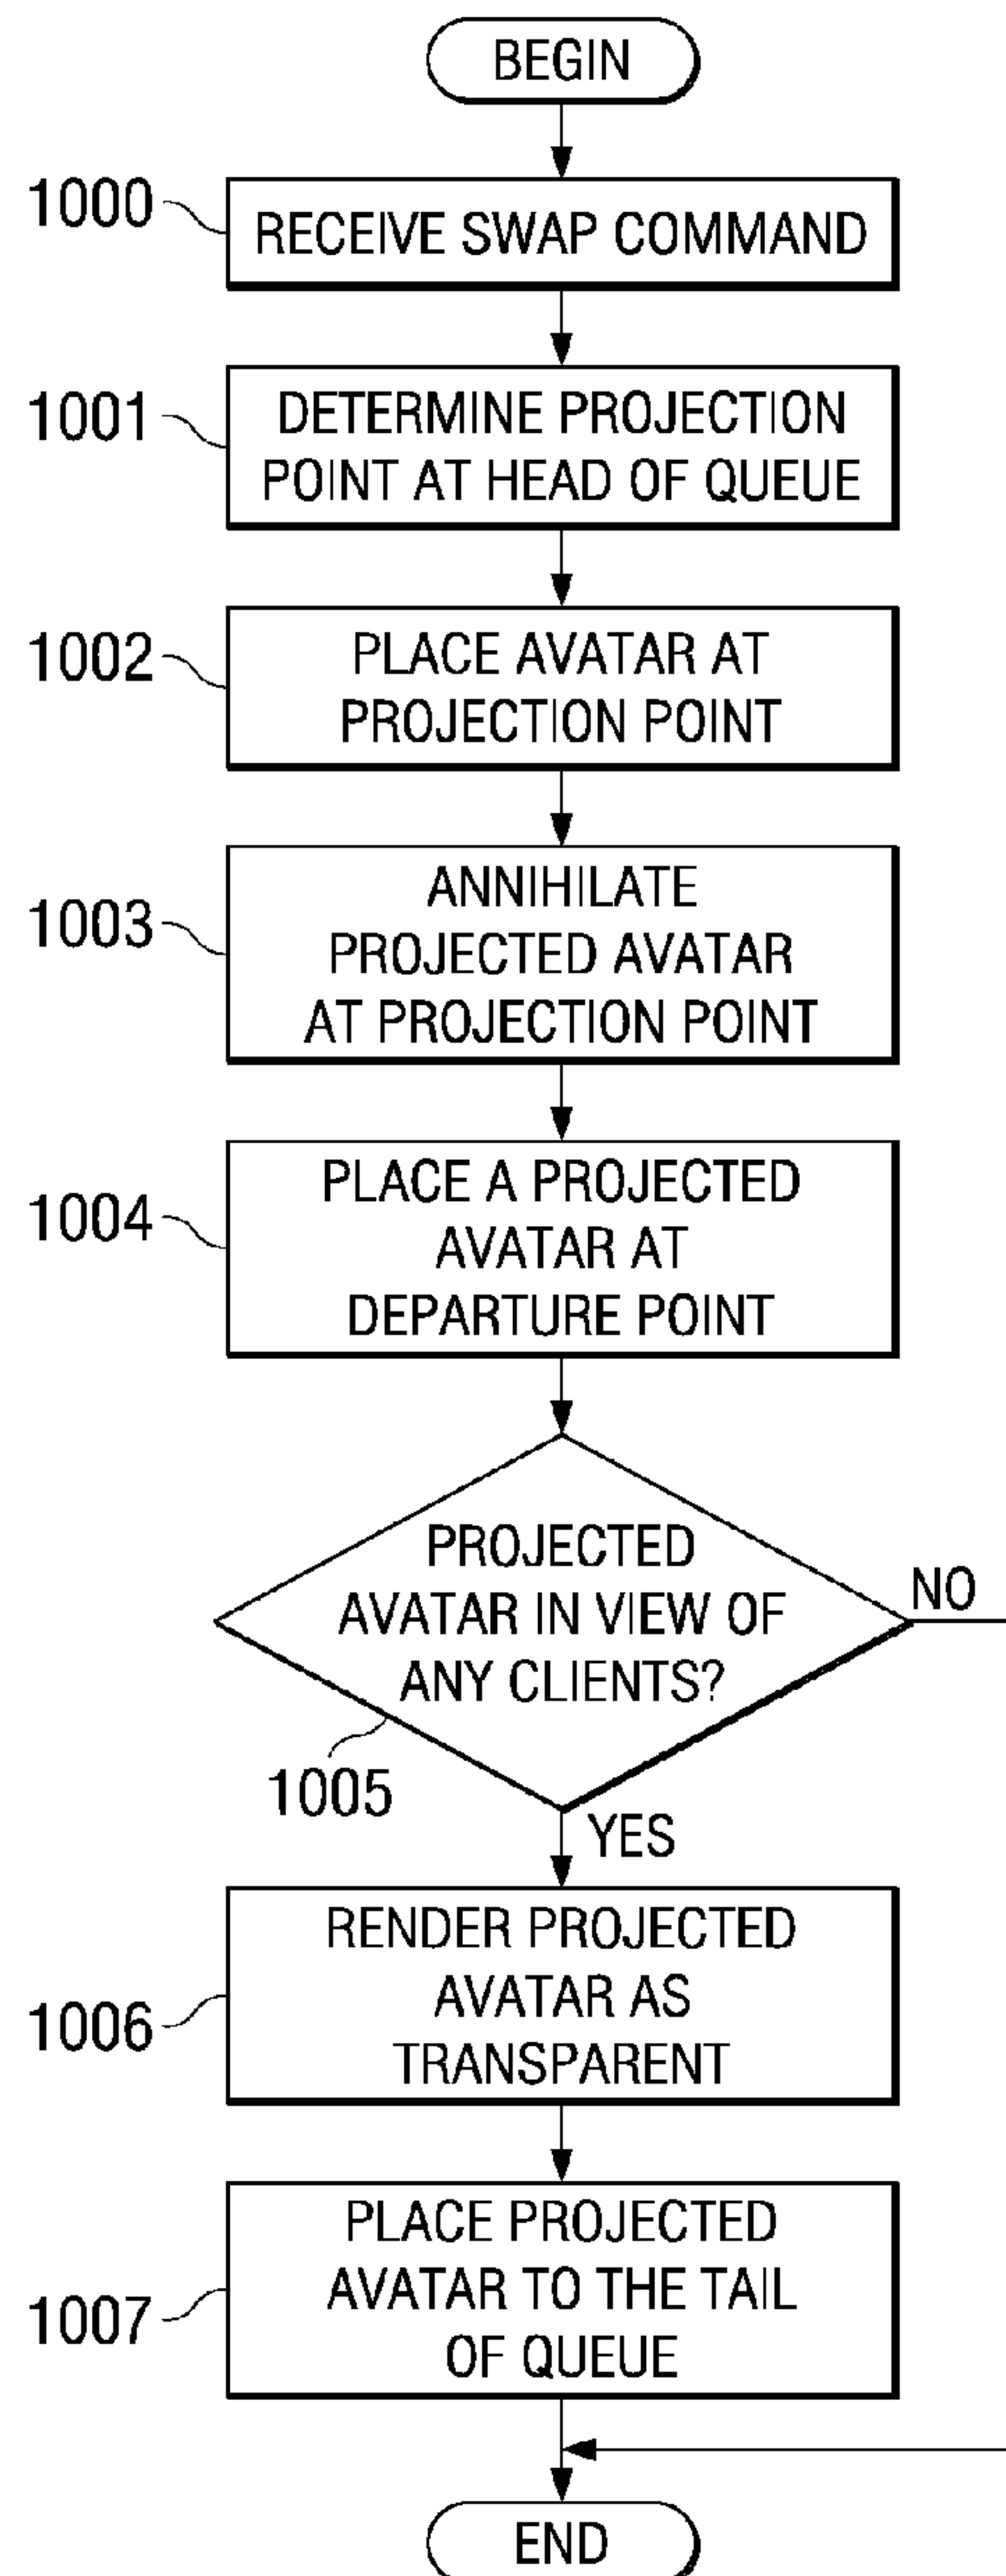 BEGIN
1000
RECEIVE SWAP COMMAND
1001
DETERMINE PROJECTION
POINT AT HEAD OF QUEUE
1002
PLACE AVATAR AT
PROJECTION POINT
1003
ANNIHILATE
PROJECTED AVATAR
AT PROJECTION POINT
1004
PLACE A PROJECTED
AVATAR AT
DEPARTURE POINT
PROJECTED
AVATAR IN VIEW OF
ANY CLIENTS?
NO
1005
YES
1006
RENDER PROJECTED
AVATAR AS
TRANSPARENT
1007
PLACE PROJECTED
AVATAR TO THE TAIL
OF QUEUE
END